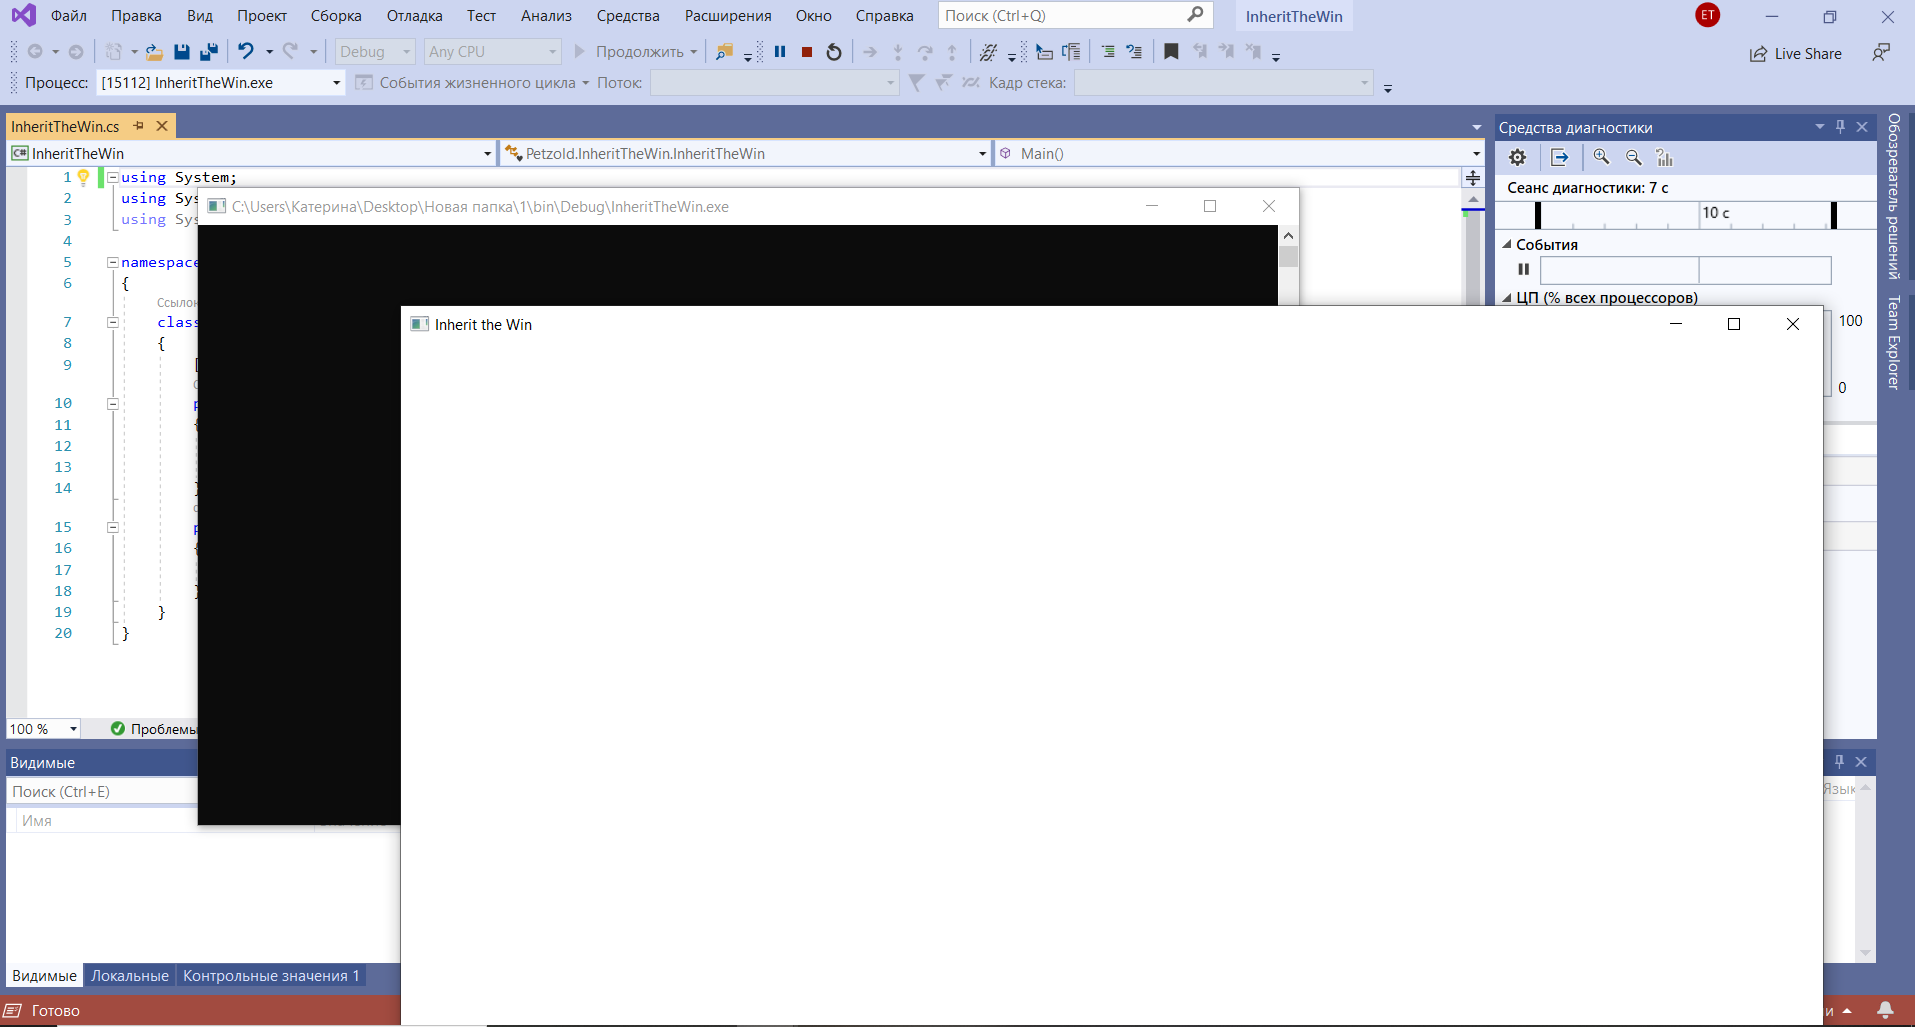 Файл Правка Вид Проект Сборка Отладка Тест Анализ Средства Расширения Окно Справка Поиск (Ctrl+Q) InheritTheWin ET
Debug Any CPU Продолжить Live Share
Процесс: [15112] InheritTheWin.exe События жизненного цикла Поток: Кадр стека:
InheritTheWin.cs
C# InheritTheWin Petzold.InheritTheWin.InheritTheWin Main()
1 using System;
2 using Sys
3 using Sys
4
5 namespace
6 {
Ссылок
7 class
8 {
9 [
10 p
11 {
12
13
14 }
15 p
16 {
17
18 }
19 }
20 }
C:\Users\Катерина\Desktop\Новая папка\1\bin\Debug\InheritTheWin.exe
Inherit the Win
Средства диагностики
Сеанс диагностики: 7 с
10 с
События
ЦП (% всех процессоров)
100
0
Обозреватель решений
Team Explorer
100 % Проблемы
Видимые
Поиск (Ctrl+E)
Имя
Язык
Видимые Локальные Контрольные значения 1
Готово
и